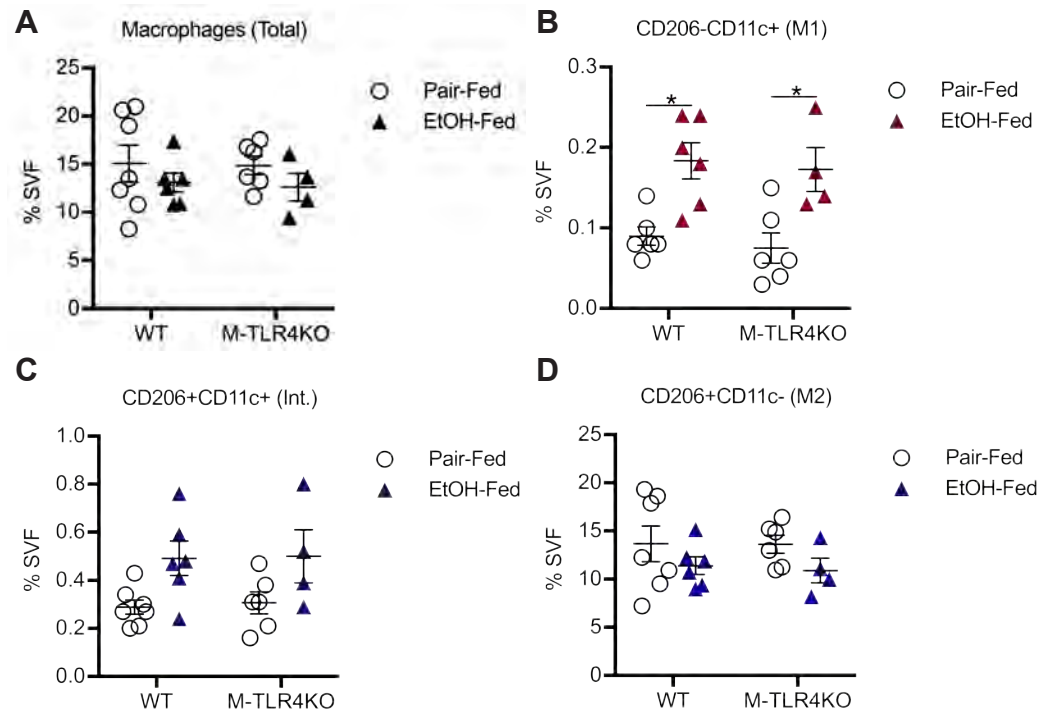 A
Macrophages (Total)
25
20
15
10
5
0
% SVF
WT
M-TLR4KO
Pair-Fed
EtOH-Fed
B
CD206-CD11c+ (M1)
0.3
0.2
0.1
0.0
% SVF
*
*
WT
M-TLR4KO
Pair-Fed
EtOH-Fed
C
CD206+CD11c+ (Int.)
1.0
0.8
0.6
0.4
0.2
0.0
% SVF
WT
M-TLR4KO
Pair-Fed
EtOH-Fed
D
CD206+CD11c- (M2)
25
20
15
10
5
0
% SVF
WT
M-TLR4KO
Pair-Fed
EtOH-Fed